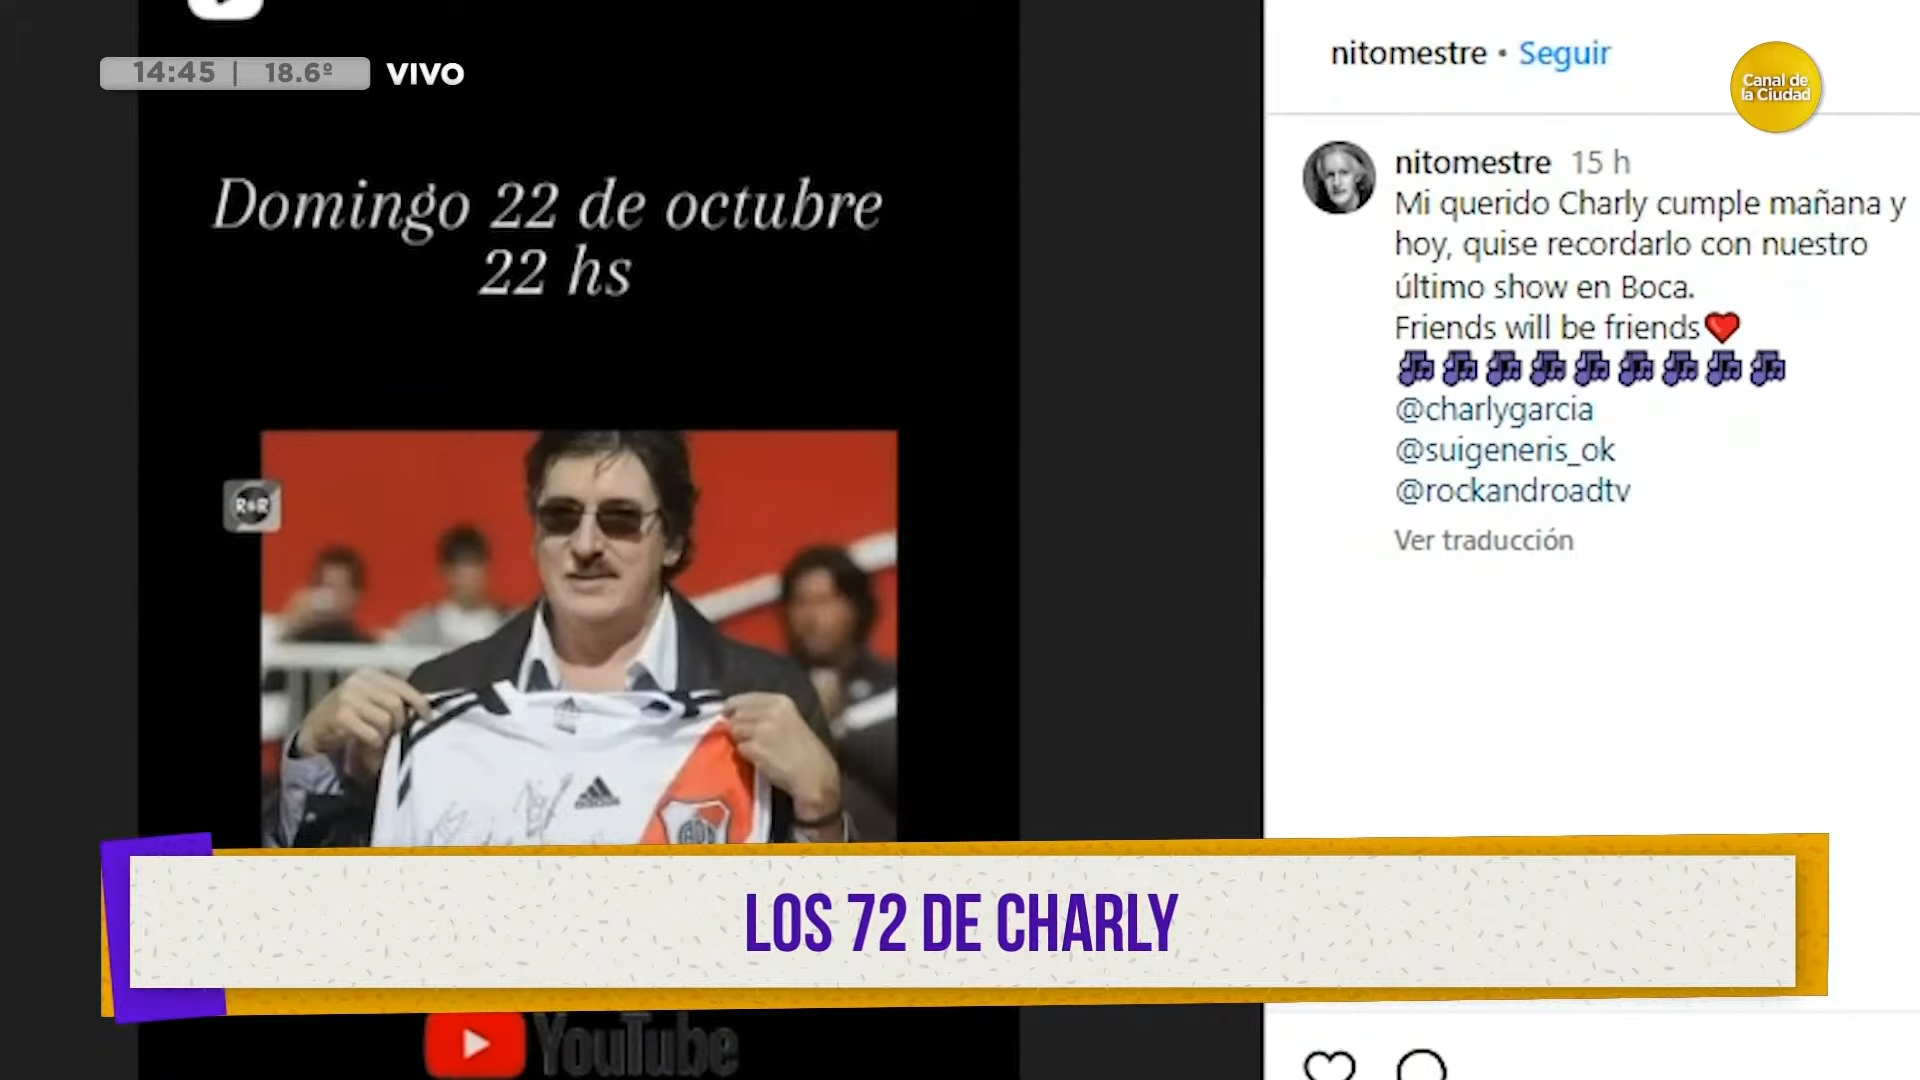 14:45 | 18.6º VIVO
nitomestre • Seguir
Canal de
la Ciudad
Domingo 22 de octubre
22 hs
nitomestre 15 h
Mi querido Charly cumple mañana y
hoy, quise recordarlo con nuestro
último show en Boca.
Friends will be friends❤️
🎶🎶🎶🎶🎶🎶🎶🎶🎶
@charlygarcia
@suigeneris_ok
@rockandroadtv
Ver traducción
R&R
adidas
LOS 72 DE CHARLY
YouTube